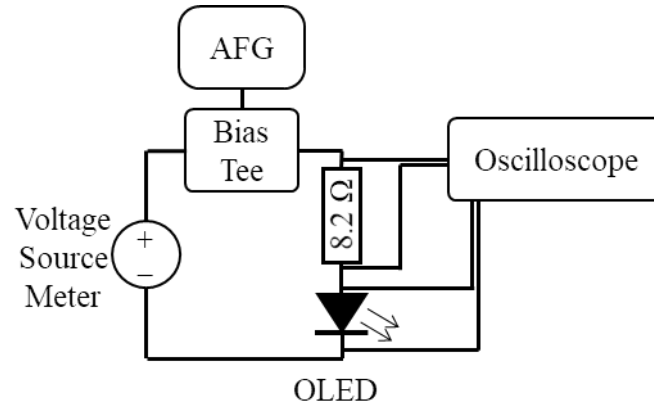 AFG
Bias
Tee
Oscilloscope
8.2 Ω
Voltage
Source
Meter
+
−
OLED